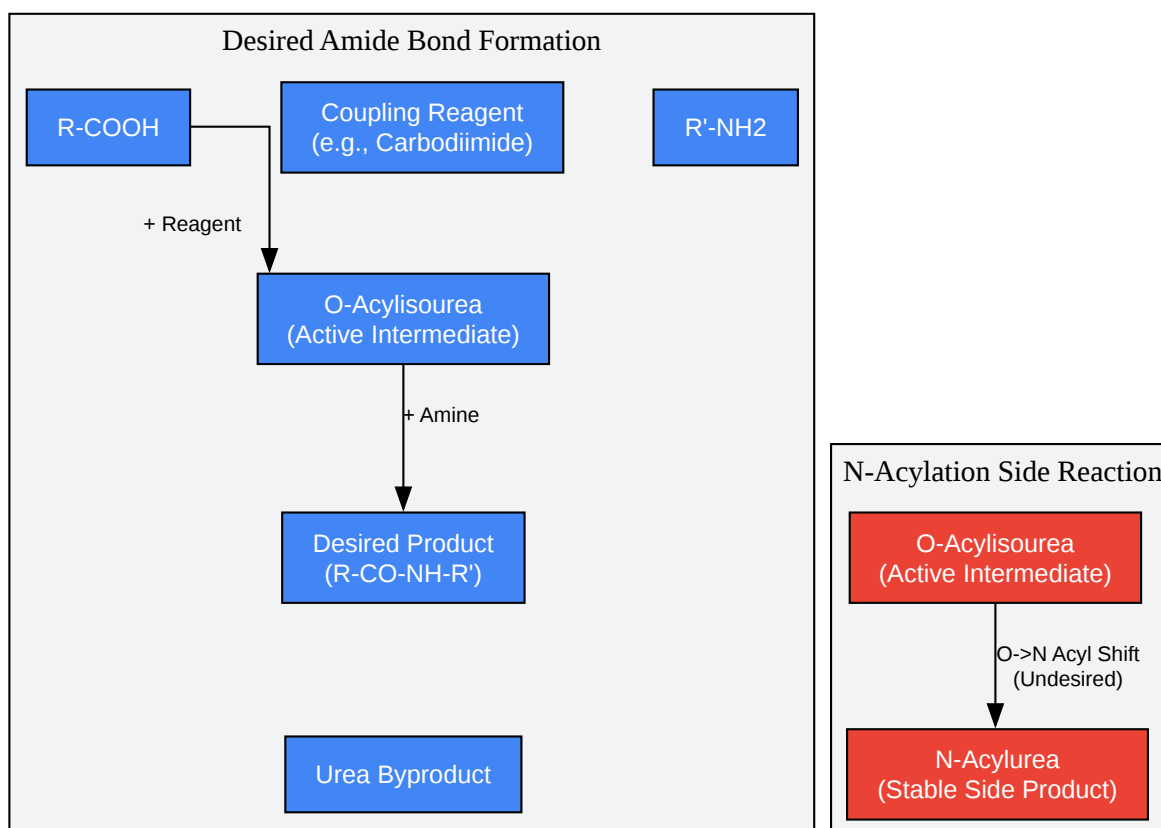 Desired Amide Bond Formation
R-COOH
Coupling Reagent
(e.g., Carbodiimide)
R'-NH2
+ Reagent
O-Acylisourea
(Active Intermediate)
+ Amine
Desired Product
(R-CO-NH-R')
Urea Byproduct
N-Acylation Side Reaction
O-Acylisourea
(Active Intermediate)
O->N Acyl Shift
(Undesired)
N-Acylurea
(Stable Side Product)